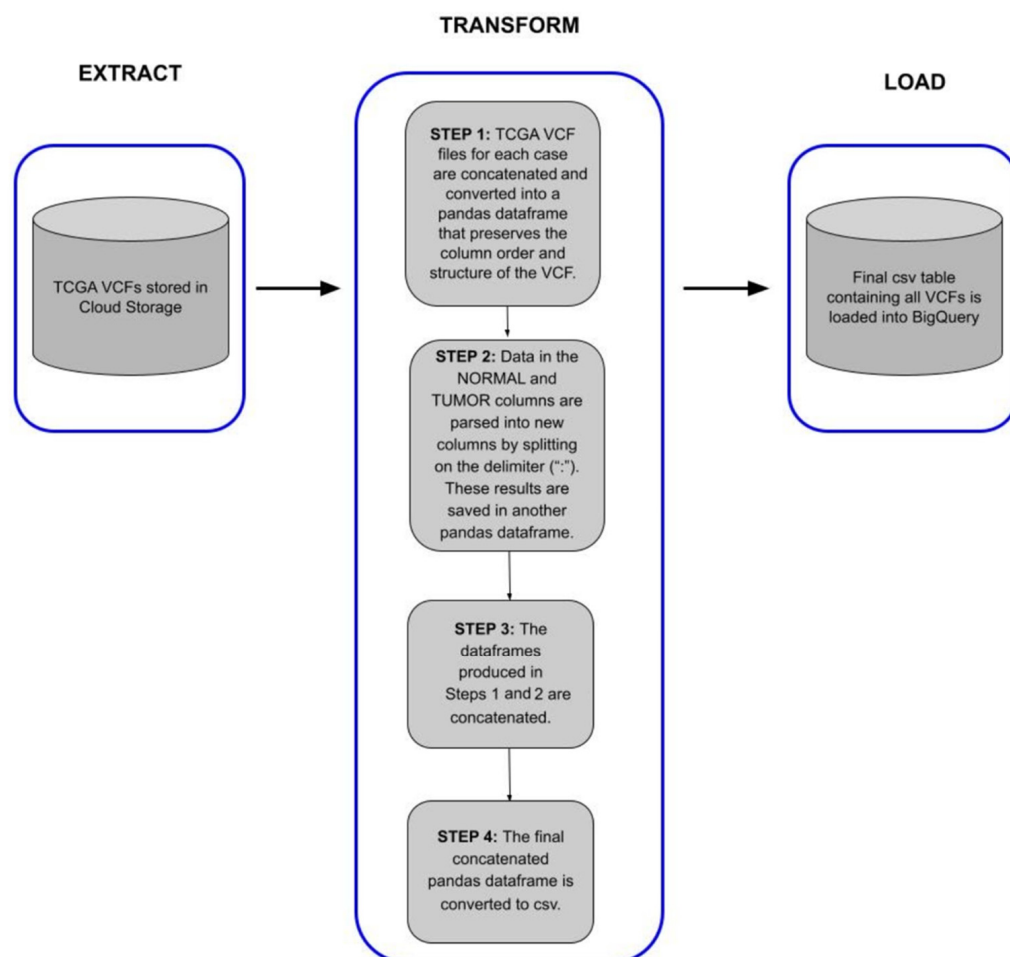 EXTRACT
TCGA VCFs stored in
Cloud Storage
TRANSFORM
STEP 1: TCGA VCF
files for each case
are concatenated and
converted into a
pandas dataframe
that preserves the
column order and
structure of the VCF.
STEP 2: Data in the
NORMAL and
TUMOR columns are
parsed into new
columns by splitting
on the delimiter (“:”).
These results are
saved in another
pandas dataframe.
STEP 3: The
dataframes
produced in
Steps 1 and 2 are
concatenated.
STEP 4: The final
concatenated
pandas dataframe is
converted to csv.
LOAD
Final csv table
containing all VCFs is
loaded into BigQuery